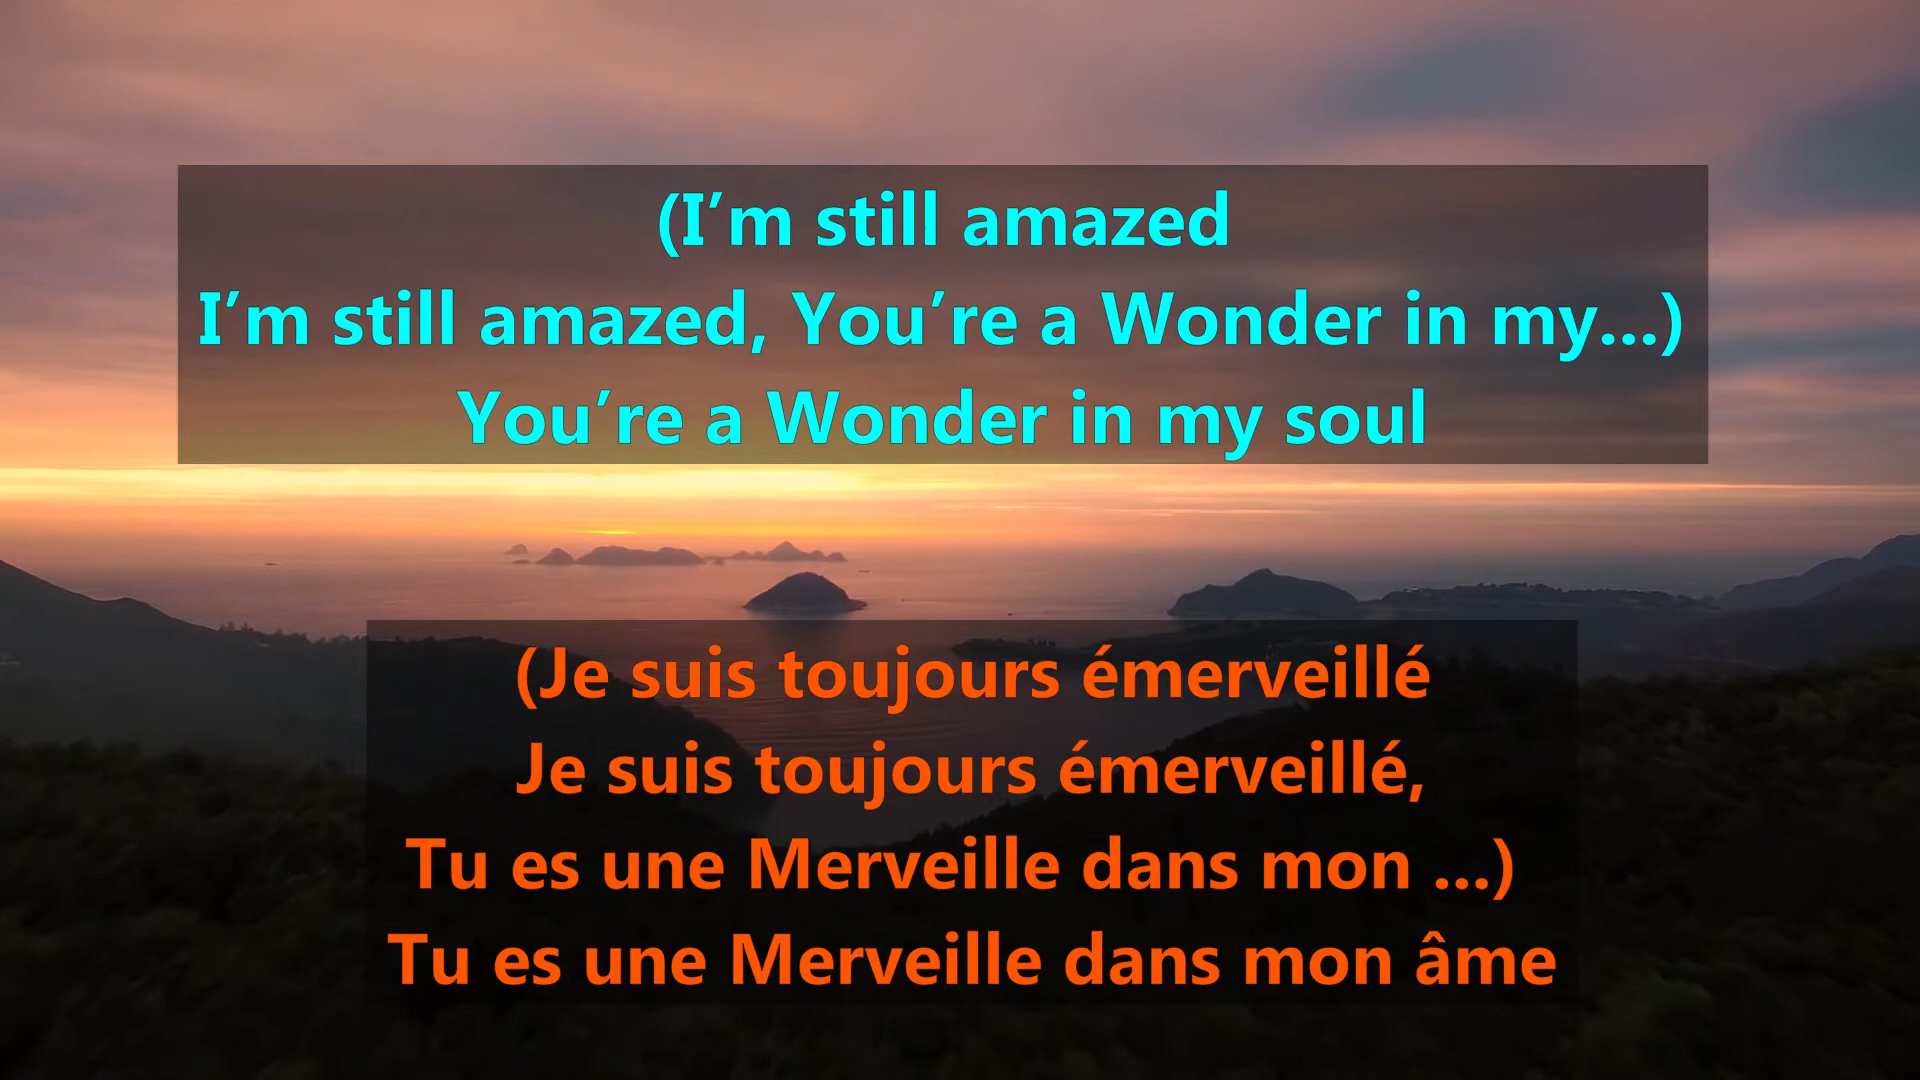 (I’m still amazed
I’m still amazed, You’re a Wonder in my...)
You’re a Wonder in my soul
(Je suis toujours émerveillé
Je suis toujours émerveillé,
Tu es une Merveille dans mon ...)
Tu es une Merveille dans mon âme